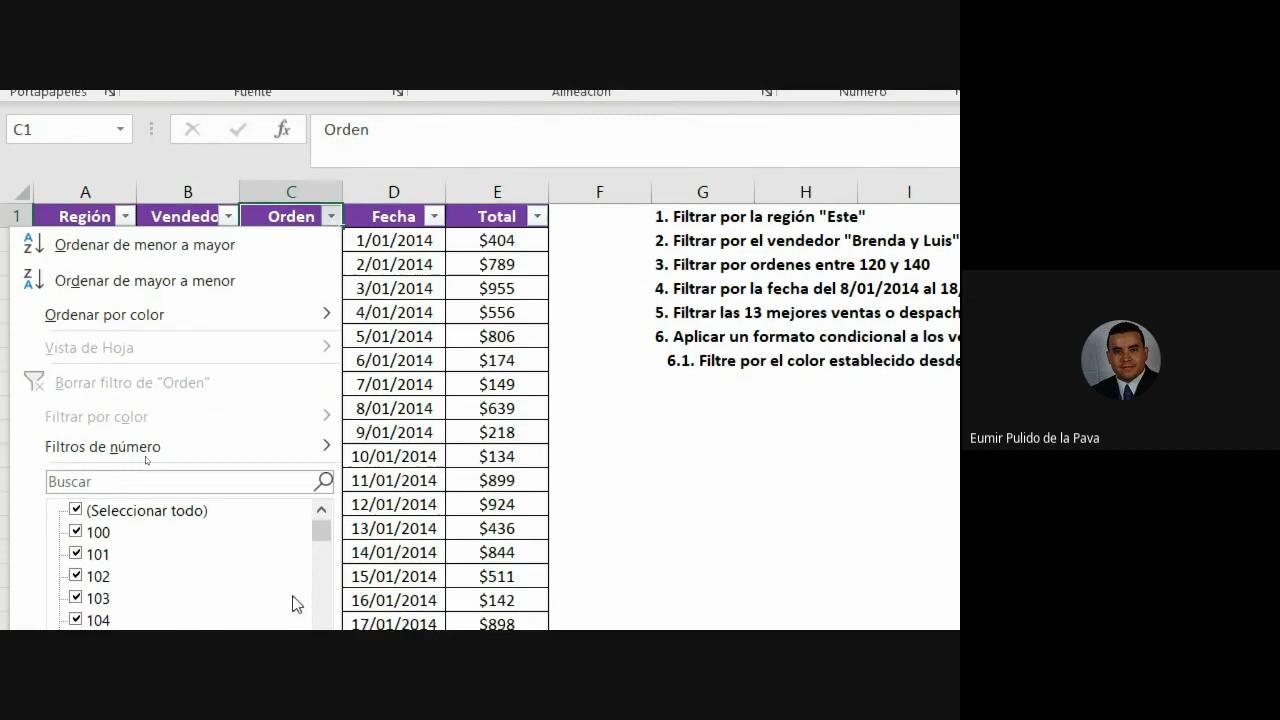 Portapapeles Fuente Alineación Número
C1 fx Orden
A B C D E F G H I
1 Región Vendedo Orden Fecha Total 1. Filtrar por la región "Este"
Ordenar de menor a mayor 1/01/2014 $404 2. Filtrar por el vendedor "Brenda y Luis"
2/01/2014 $789 3. Filtrar por ordenes entre 120 y 140
Ordenar de mayor a menor 3/01/2014 $955 4. Filtrar por la fecha del 8/01/2014 al 18/
Ordenar por color 4/01/2014 $556 5. Filtrar las 13 mejores ventas o despach
Vista de Hoja 5/01/2014 $806 6. Aplicar un formato condicional a los ve
6/01/2014 $174 6.1. Filtre por el color establecido desde
Borrar filtro de "Orden" 7/01/2014 $149
Filtrar por color 8/01/2014 $639
9/01/2014 $218
Filtros de número 10/01/2014 $134
Buscar 11/01/2014 $899
(Seleccionar todo) 12/01/2014 $924
100 13/01/2014 $436
101 14/01/2014 $844
102 15/01/2014 $511
103 16/01/2014 $142
104 17/01/2014 $898
Eumir Pulido de la Pava